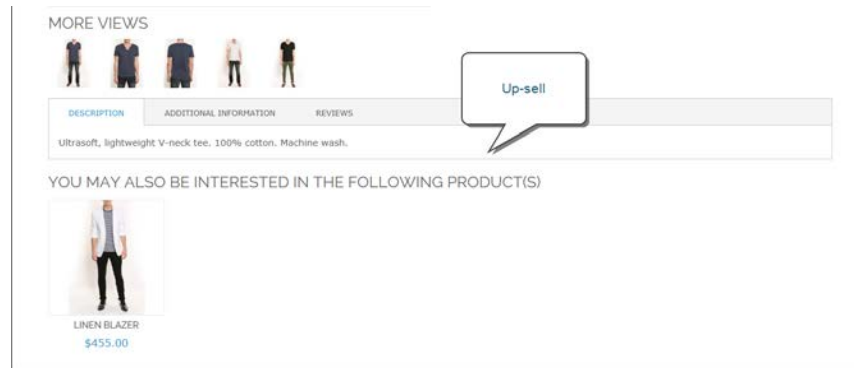 MORE VIEWS
Up-sell
DESCRIPTION ADDITIONAL INFORMATION REVIEWS
Ultrasoft, lightweight V-neck tee. 100% cotton. Machine wash.
YOU MAY ALSO BE INTERESTED IN THE FOLLOWING PRODUCT(S)
LINEN BLAZER
$455.00